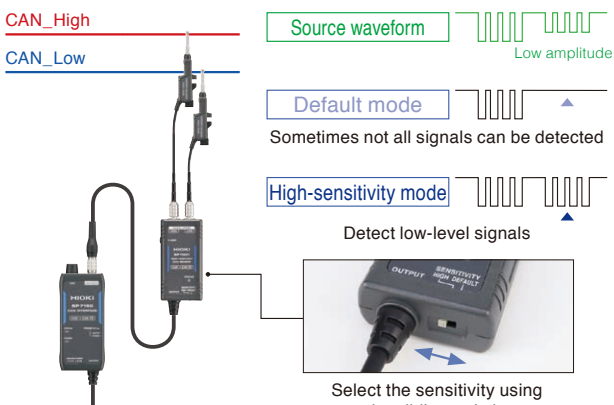 CAN_High
CAN_Low
Source waveform
Low amplitude
Default mode
Sometimes not all signals can be detected
High-sensitivity mode
Detect low-level signals
HIOKI
HIOKI
OUTPUT
SENSITIVITY
HIGH DEFAULT
Select the sensitivity using